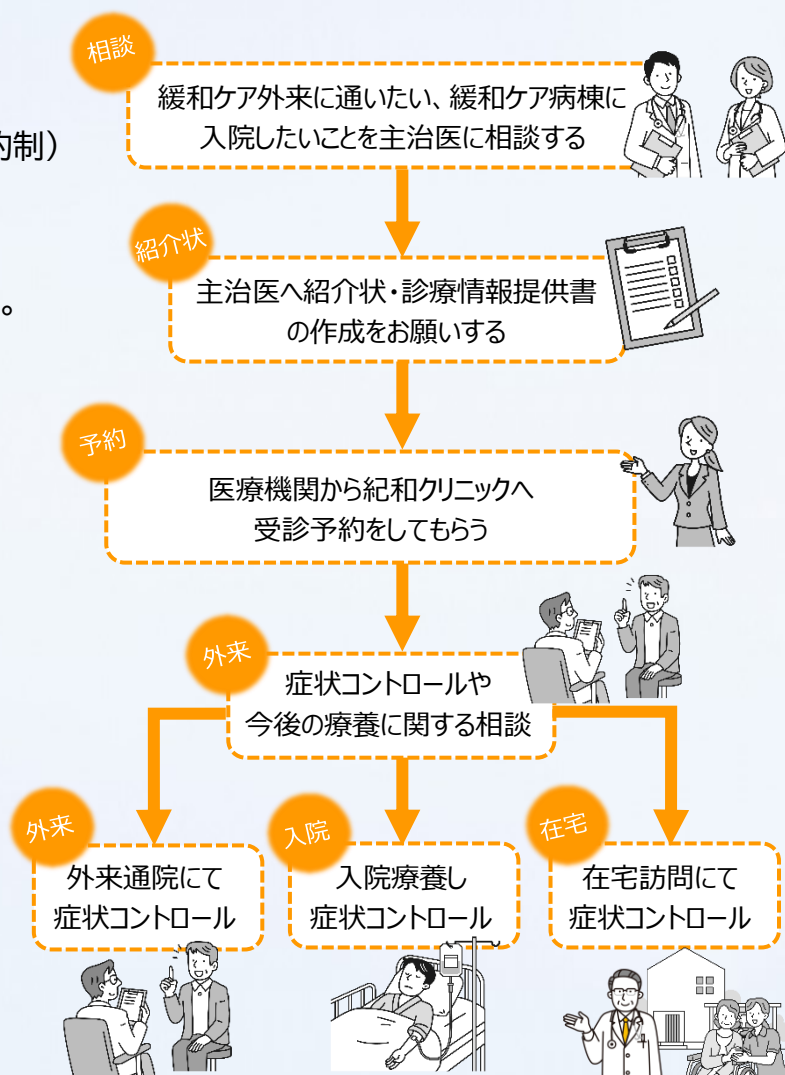 相談
緩和ケア外来に通いたい、緩和ケア病棟に
入院したいことを主治医に相談する
約制）
紹介状
。
主治医へ紹介状・診療情報提供書
の作成をお願いする
予約
医療機関から紀和クリニックへ
受診予約をしてもらう
外来
症状コントロールや
今後の療養に関する相談
外来
外来通院にて
症状コントロール
入院
入院療養し
症状コントロール
在宅
在宅訪問にて
症状コントロール